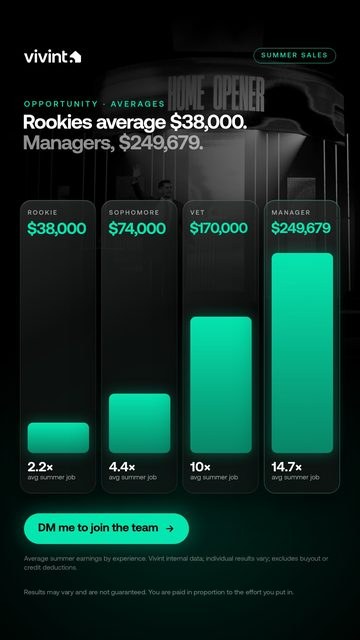 vivint
SUMMER SALES
HOME OPENER
OPPORTUNITY · AVERAGES
Rookies average $38,000.
Managers, $249,679.
ROOKIE
$38,000
2.2×
avg summer job
SOPHOMORE
$74,000
4.4×
avg summer job
VET
$170,000
10×
avg summer job
MANAGER
$249,679
14.7×
avg summer job
DM me to join the team →
Average summer earnings by experience. Vivint internal data; individual results vary; excludes buyout or
credit deductions.
Results may vary and are not guaranteed. You are paid in proportion to the effort you put in.